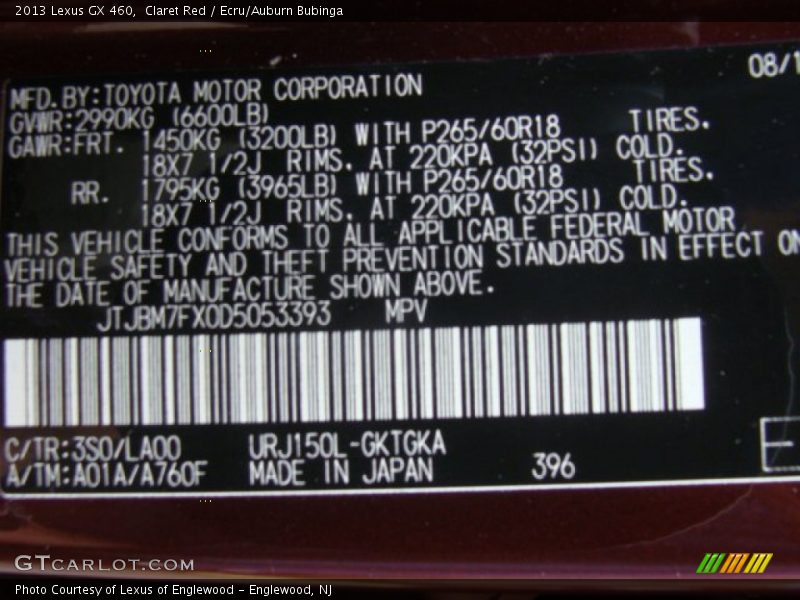 2013 Lexus GX 460,  Claret Red / Ecru/Auburn Bubinga
08/1
MFD.BY:TOYOTA MOTOR CORPORATION
GVWR:2990KG (6600LB)
GAWR:FRT. 1450KG (3200LB) WITH P265/60R18 TIRES.
18X7 1/2J RIMS. AT 220KPA (32PSI) COLD.
RR. 1795KG (3965LB) WITH P265/60R18 TIRES.
18X7 1/2J RIMS. AT 220KPA (32PSI) COLD.
THIS VEHICLE CONFORMS TO ALL APPLICABLE FEDERAL MOTOR
VEHICLE SAFETY AND THEFT PREVENTION STANDARDS IN EFFECT ON
THE DATE OF MANUFACTURE SHOWN ABOVE.
JTJBM7FX0D5053393 MPV
C/TR:3S0/LA00 URJ150L-GKTGKA
A/TM:A01A/A760F MADE IN JAPAN 396
GTCARLOT.COM
Photo Courtesy of Lexus of Englewood – Englewood, NJ